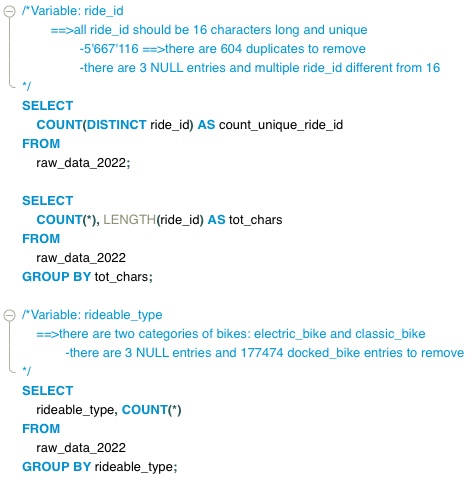 /*Variable: ride_id
==>all ride_id should be 16 characters long and unique
-5'667'116 ==>there are 604 duplicates to remove
-there are 3 NULL entries and multiple ride_id different from 16
*/
SELECT
COUNT(DISTINCT ride_id) AS count_unique_ride_id
FROM
raw_data_2022;
SELECT
COUNT(*), LENGTH(ride_id) AS tot_chars
FROM
raw_data_2022
GROUP BY tot_chars;
/*Variable: rideable_type
==>there are two categories of bikes: electric_bike and classic_bike
-there are 3 NULL entries and 177474 docked_bike entries to remove
*/
SELECT
rideable_type, COUNT(*)
FROM
raw_data_2022
GROUP BY rideable_type;